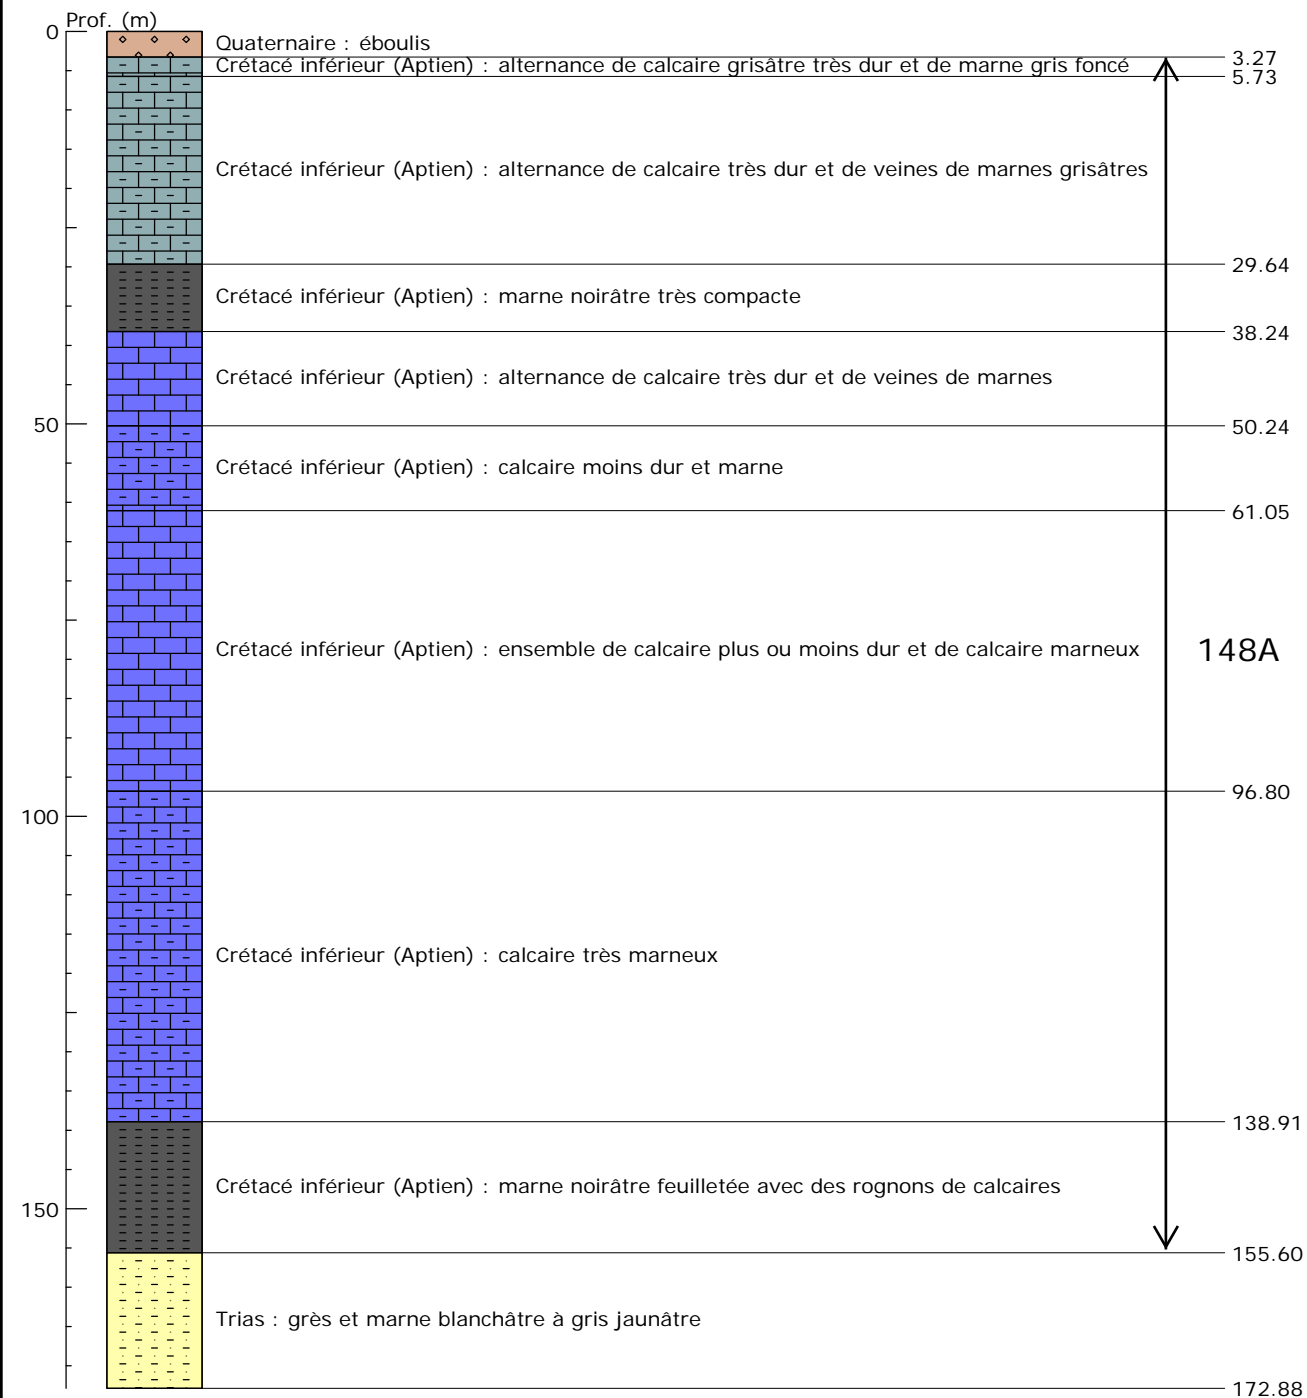 Prof. (m)
0
Quaternaire : éboulis
3.27
Crétacé inférieur (Aptien) : alternance de calcaire grisâtre très dur et de marne gris foncé
5.73
Crétacé inférieur (Aptien) : alternance de calcaire très dur et de veines de marnes grisâtres
29.64
Crétacé inférieur (Aptien) : marne noirâtre très compacte
38.24
Crétacé inférieur (Aptien) : alternance de calcaire très dur et de veines de marnes
50
50.24
Crétacé inférieur (Aptien) : calcaire moins dur et marne
61.05
Crétacé inférieur (Aptien) : ensemble de calcaire plus ou moins dur et de calcaire marneux
148A
96.80
100
Crétacé inférieur (Aptien) : calcaire très marneux
138.91
Crétacé inférieur (Aptien) : marne noirâtre feuilletée avec des rognons de calcaires
150
155.60
Trias : grès et marne blanchâtre à gris jaunâtre
172.88